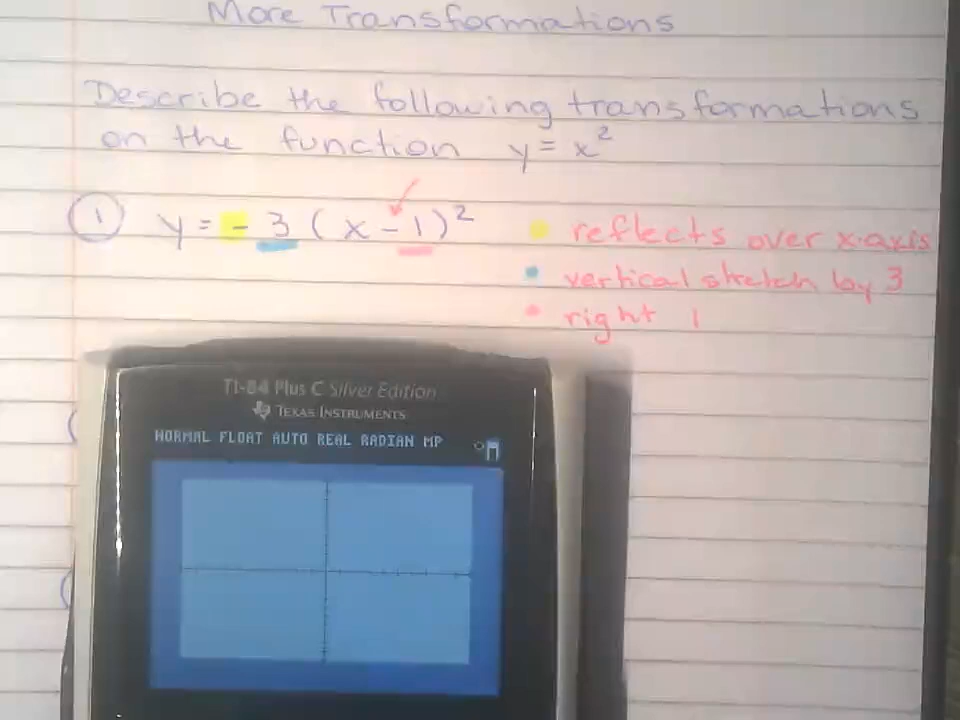 More Transformations
Describe the following transformations
on the function y = x²
① y = -3(x-1)²
reflects over x-axis
vertical stretch by 3
right 1
TI-84 Plus C Silver Edition
TEXAS INSTRUMENTS
NORMAL FLOAT AUTO REAL RADIAN MP